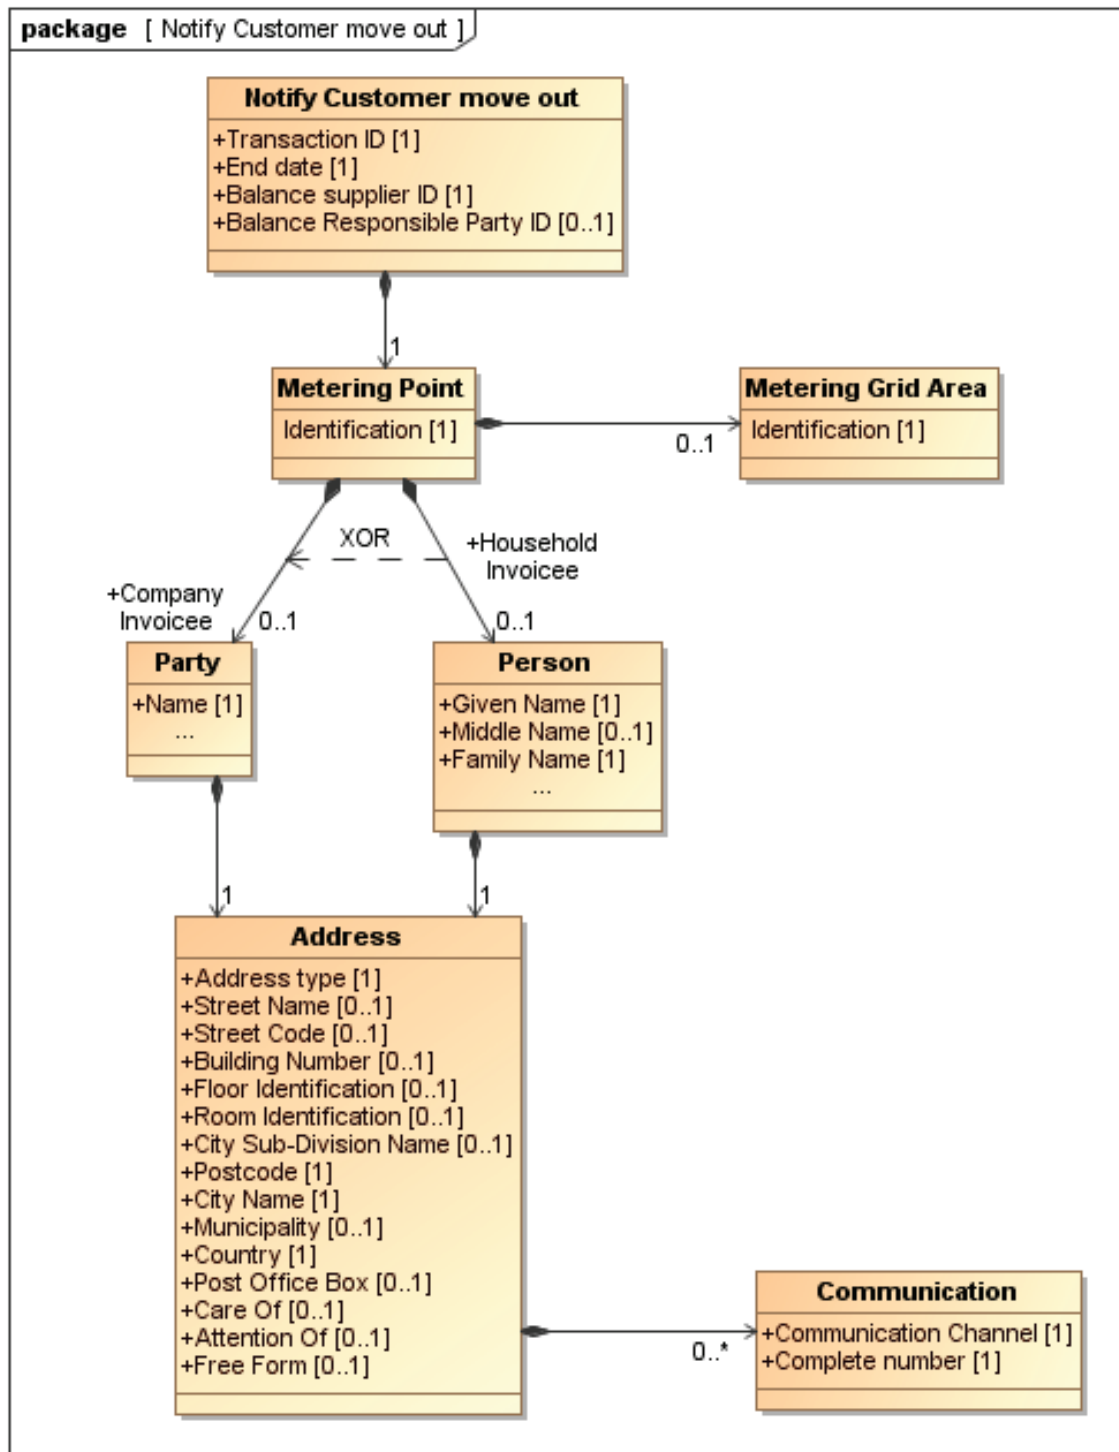 package [ Notify Customer move out ]
Notify Customer move out
+Transaction ID [1]
+End date [1]
+Balance supplier ID [1]
+Balance Responsible Party ID [0..1]
1
Metering Point
Identification [1]
0..1
Metering Grid Area
Identification [1]
XOR
+Company
Invoicee
0..1
+Household
Invoicee
0..1
Party
+Name [1]
...
Person
+Given Name [1]
+Middle Name [0..1]
+Family Name [1]
...
1
1
Address
+Address type [1]
+Street Name [0..1]
+Street Code [0..1]
+Building Number [0..1]
+Floor Identification [0..1]
+Room Identification [0..1]
+City Sub-Division Name [0..1]
+Postcode [1]
+City Name [1]
+Municipality [0..1]
+Country [1]
+Post Office Box [0..1]
+Care Of [0..1]
+Attention Of [0..1]
+Free Form [0..1]
0..*
Communication
+Communication Channel [1]
+Complete number [1]